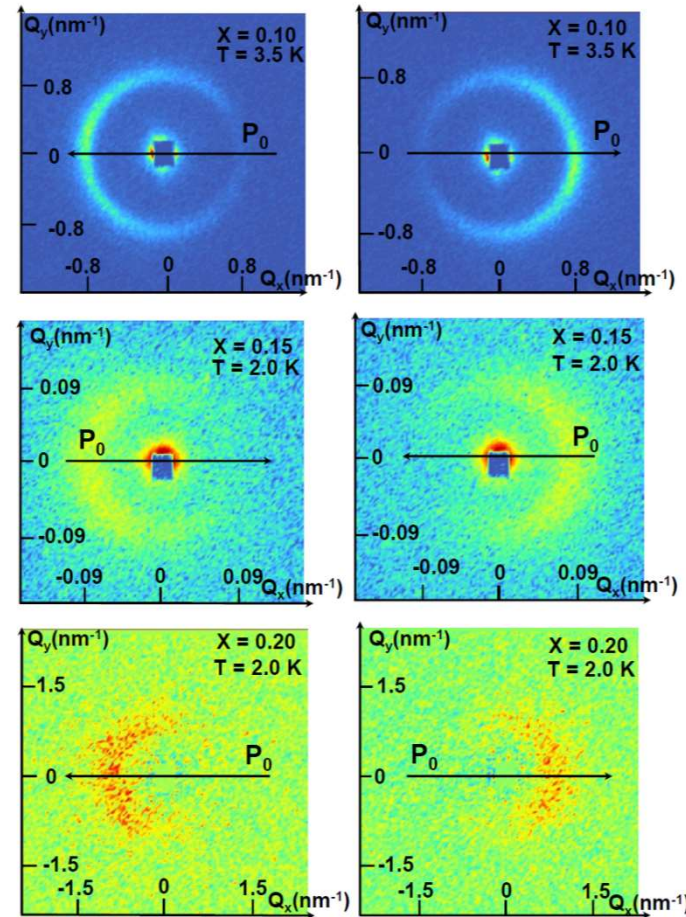 Qy(nm-1)
X = 0.10
T = 3.5 K
0.8
P0
0
-0.8
-0.8
0
0.8
Qx(nm-1)
Qy(nm-1)
X = 0.10
T = 3.5 K
0.8
P0
0
-0.8
-0.8
0
0.8
Qx(nm-1)
Qy(nm-1)
X = 0.15
T = 2.0 K
0.09
P0
0
-0.09
-0.09
0
0.09
Qx(nm-1)
Qy(nm-1)
X = 0.15
T = 2.0 K
0.09
P0
0
-0.09
-0.09
0
0.09
Qx(nm-1)
Qy(nm-1)
X = 0.20
T = 2.0 K
1.5
P0
0
-1.5
-1.5
0
1.5
Qx(nm-1)
Qy(nm-1)
X = 0.20
T = 2.0 K
1.5
P0
0
-1.5
-1.5
0
1.5
Qx(nm-1)